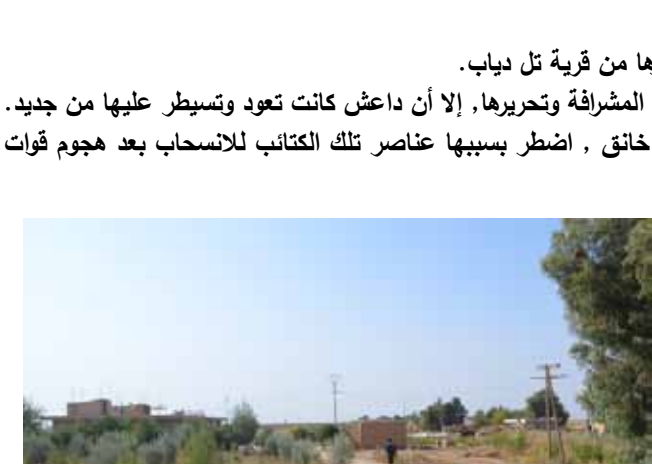 ها من قرية تل دياب.
المشرافة وتحريرها, إلا أن داعش كانت تعود وتسيطر عليها من جديد.
خانق , اضطر بسببها عناصر تلك الكتائب للانسحاب بعد هجوم قوات